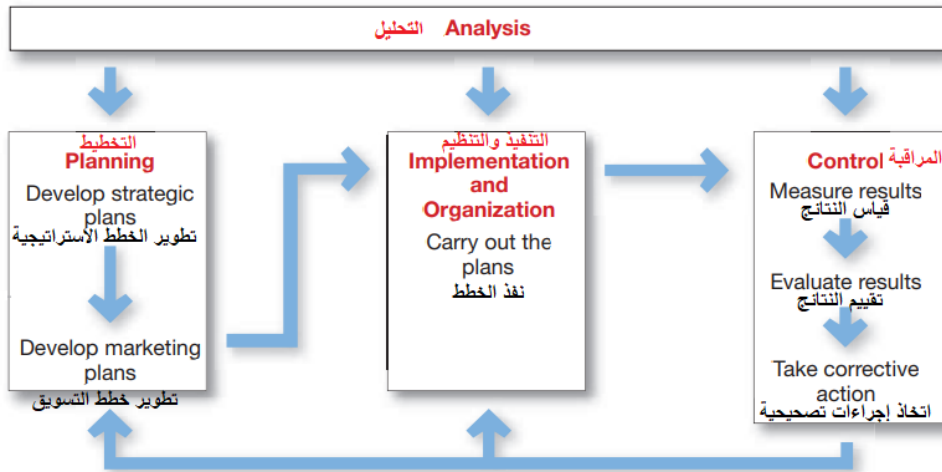 التحليل Analysis
التخطيط
Planning
Develop strategic
plans
تطوير الخطط الأستراتيجية
Develop marketing
plans
تطوير خطط التسويق
التنفيذ والتنظيم
Implementation
and
Organization
Carry out the
plans
نفذ الخطط
Control المراقبة
Measure results
قياس النتائج
Evaluate results
تقييم النتائج
Take corrective
action
اتخاذ إجراءات تصحيحية